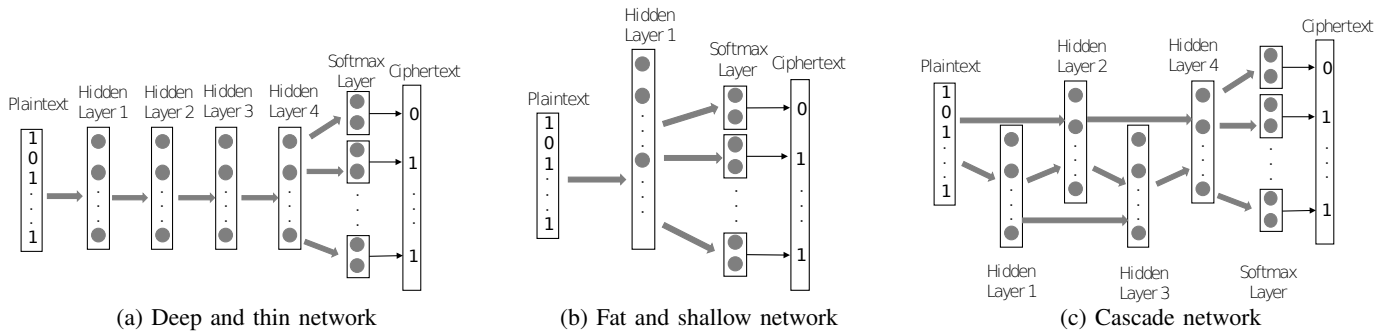 Plaintext
1
0
1
1
Hidden
Layer 1
Hidden
Layer 2
Hidden
Layer 3
Hidden
Layer 4
Softmax
Layer
Ciphertext
0
1
1
(a) Deep and thin network
Plaintext
1
0
1
1
Hidden
Layer 1
Softmax
Layer
Ciphertext
0
1
1
(b) Fat and shallow network
Plaintext
1
0
1
1
Hidden
Layer 1
Hidden
Layer 2
Hidden
Layer 3
Hidden
Layer 4
Softmax
Layer
Ciphertext
0
1
1
(c) Cascade network